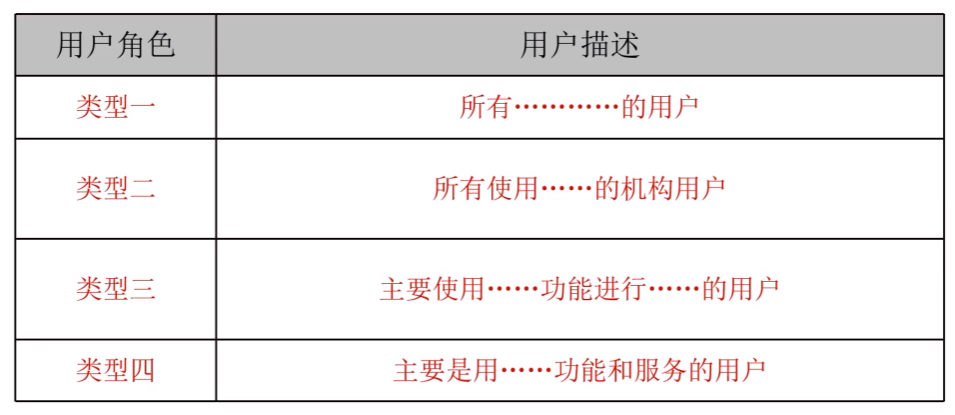 用户角色 用户描述
类型一 所有…………的用户
类型二 所有使用……的机构用户
类型三 主要使用……功能进行……的用户
类型四 主要是用……功能和服务的用户